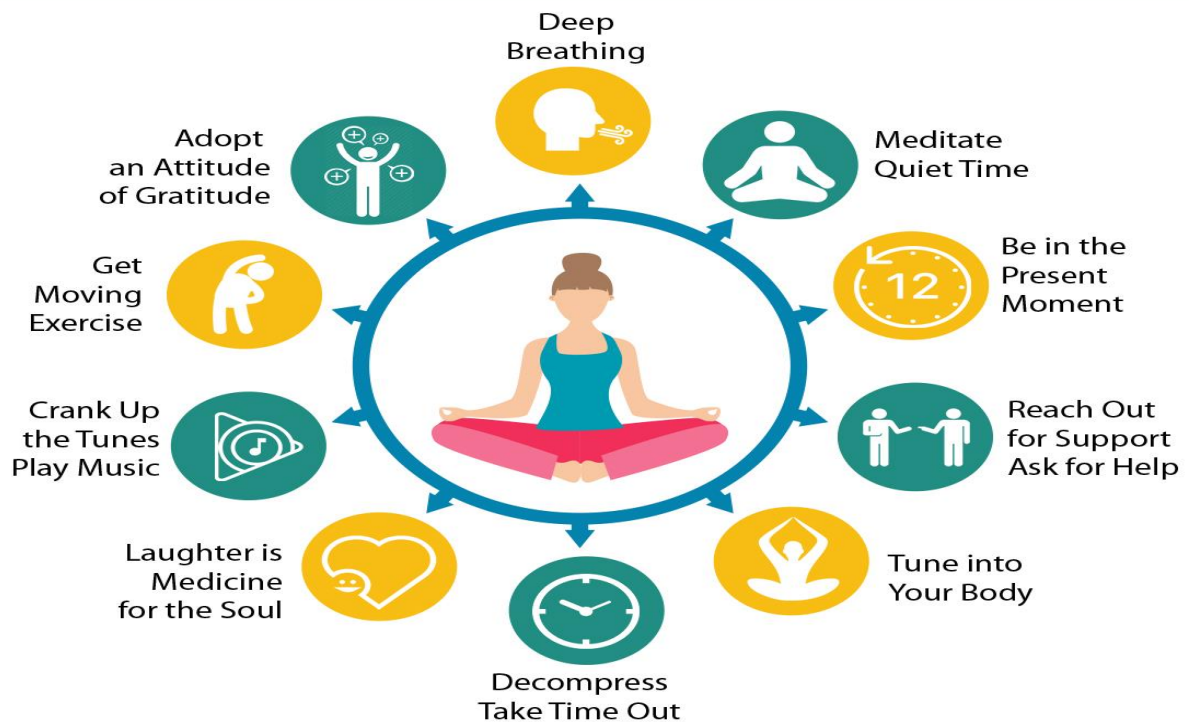 Deep
Breathing
Meditate
Quiet Time
Be in the
Present
Moment
12
Reach Out
for Support
Ask for Help
Tune into
Your Body
Decompress
Take Time Out
Laughter is
Medicine
for the Soul
Crank Up
the Tunes
Play Music
Get
Moving
Exercise
Adopt
an Attitude
of Gratitude